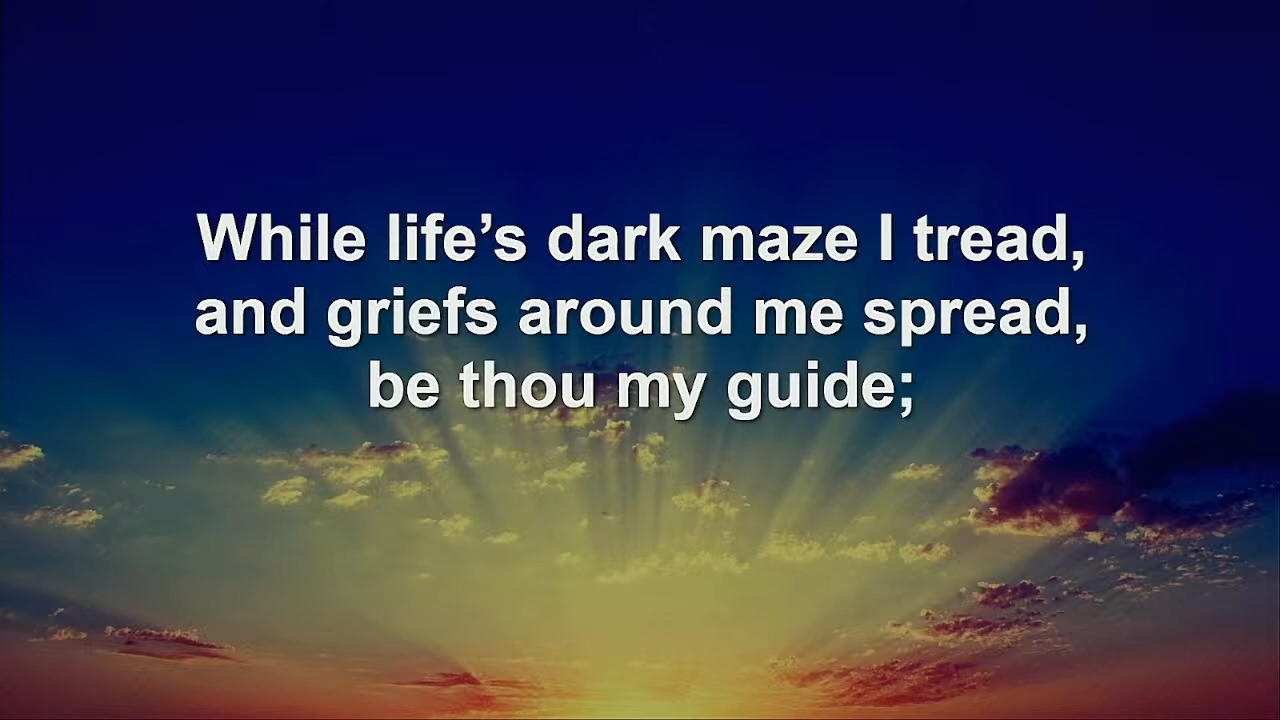 While life’s dark maze I tread,
and griefs around me spread,
be thou my guide;